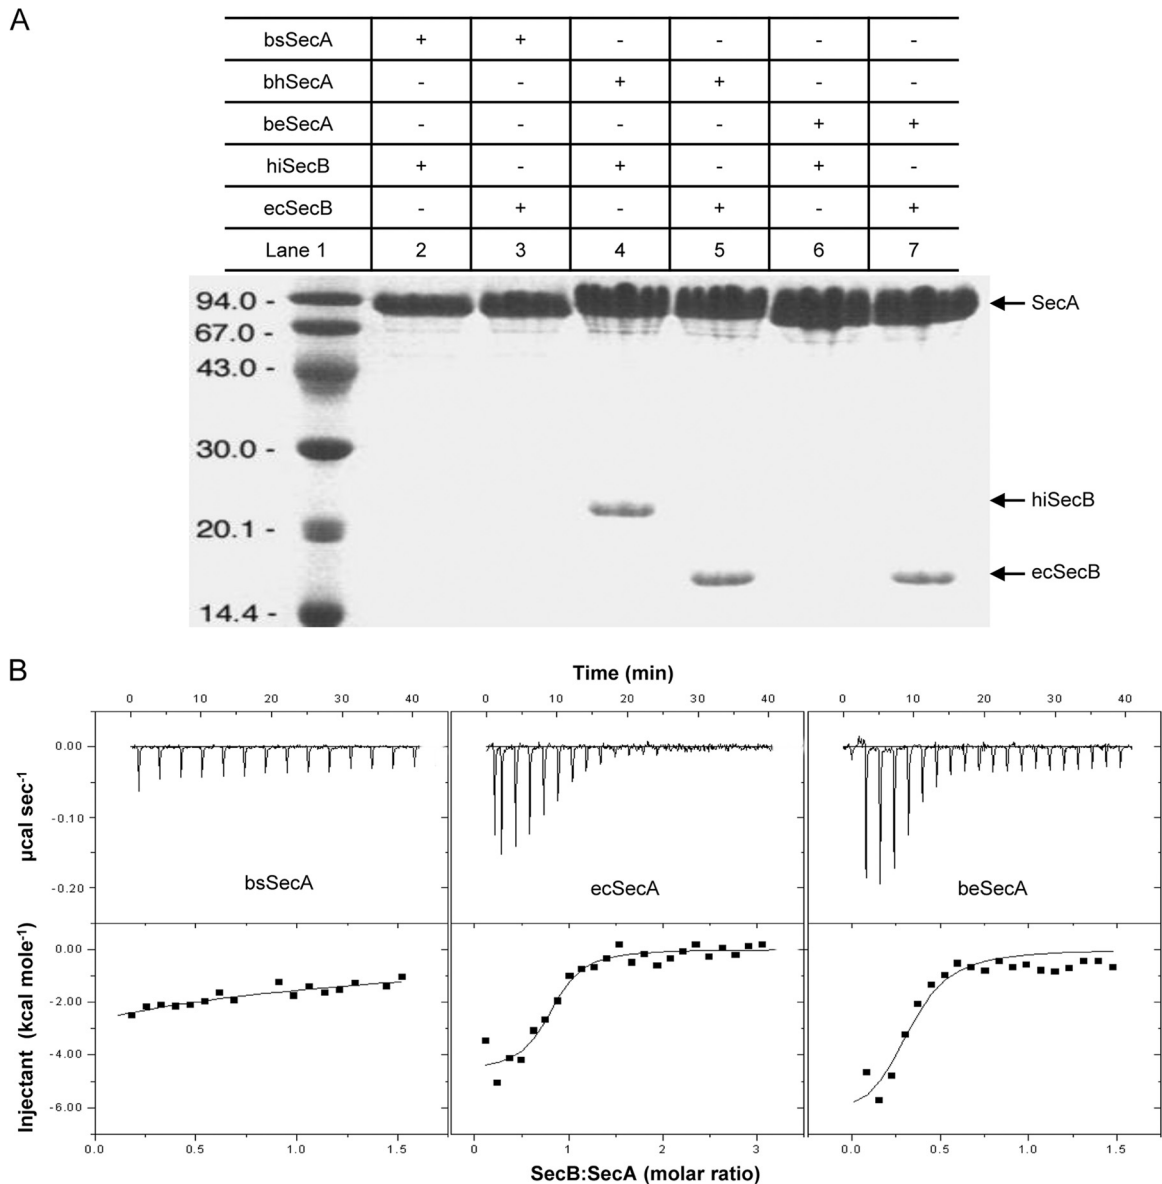 A
bsSecA + + - - - -
bhSecA - - + + - -
beSecA - - - - + +
hiSecB + - + - + -
ecSecB - + - + - +
Lane 1 2 3 4 5 6 7
94.0 -
SecA
67.0 -
43.0 -
30.0 -
hiSecB
20.1 -
ecSecB
14.4 -
B
Time (min)
0 10 20 30 40 0 10 20 30 40 0 10 20 30 40
0.00
-0.10
-0.20
µcal sec⁻¹
bsSecA ecSecA beSecA
0.00
-2.00
-4.00
-6.00
Injectant (kcal mole⁻¹)
0.0 0.5 1.0 1.5 0 1 2 3 0.0 0.5 1.0 1.5
SecB:SecA (molar ratio)